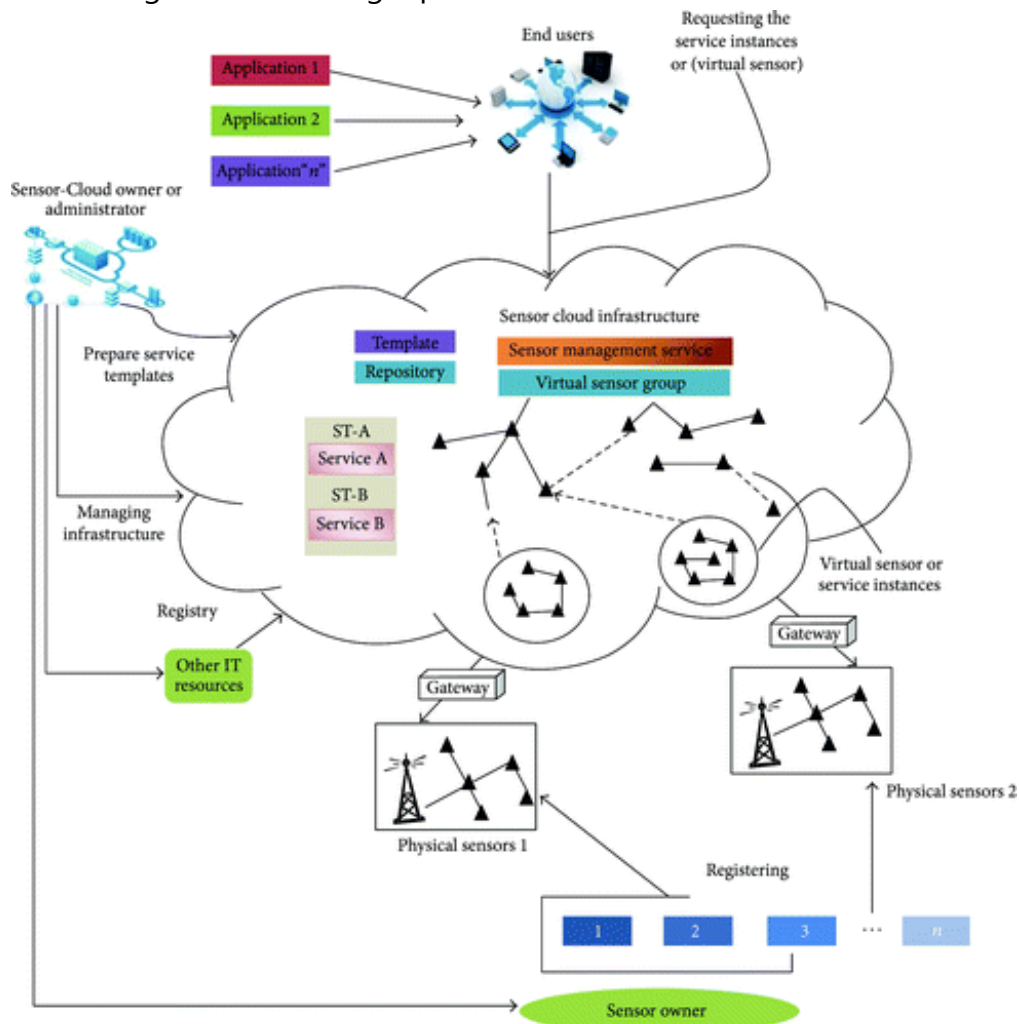 End users
Requesting the
service instances
or (virtual sensor)
Application 1
Application 2
Application“n”
Sensor-Cloud owner or
administrator
Prepare service
templates
Sensor cloud infrastructure
Template
Repository
Sensor management service
Virtual sensor group
ST-A
Service A
ST-B
Service B
Managing
infrastructure
Virtual sensor or
service instances
Registry
Other IT
resources
Gateway
Gateway
Physical sensors 1
Physical sensors 2
Registering
1
2
3
...
n
Sensor owner